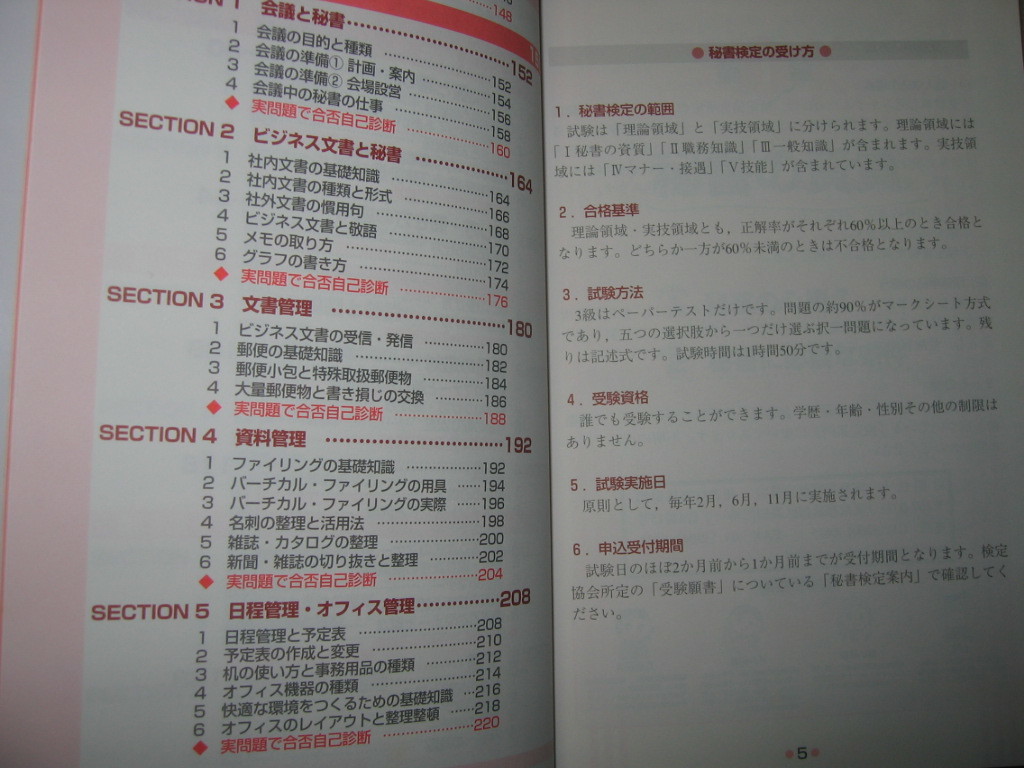 148
SECTION 1 会議と秘書 152
1 会議の目的と種類 152
2 会議の準備① 計画・案内 154
3 会議の準備② 会場設営 156
4 会議中の秘書の仕事 158
◆ 実問題で合否自己診断 160
SECTION 2 ビジネス文書と秘書 164
1 社内文書の基礎知識 164
2 社内文書の種類と形式 166
3 社外文書の慣用句 168
4 ビジネス文書と敬語 170
5 メモの取り方 172
6 グラフの書き方 174
◆ 実問題で合否自己診断 176
SECTION 3 文書管理 180
1 ビジネス文書の受信・発信 180
2 郵便の基礎知識 182
3 郵便小包と特殊取扱郵便物 184
4 大量郵便物と書き損じの交換 186
◆ 実問題で合否自己診断 188
SECTION 4 資料管理 192
1 ファイリングの基礎知識 192
2 バーチカル・ファイリングの用具 194
3 バーチカル・ファイリングの実際 196
4 名刺の整理と活用法 198
5 雑誌・カタログの整理 200
6 新聞・雑誌の切り抜きと整理 202
◆ 実問題で合否自己診断 204
SECTION 5 日程管理・オフィス管理 208
1 日程管理と予定表 208
2 予定表の作成と変更 210
3 机の使い方と事務用品の種類 212
4 オフィス機器の種類 214
5 快適な環境をつくるための基礎知識 216
6 オフィスのレイアウトと整理整頓 218
◆ 実問題で合否自己診断 220
● 秘書検定の受け方 ●
1．秘書検定の範囲
試験は「理論領域」と「実技領域」に分けられます。理論領域には
「Ⅰ秘書の資質」「Ⅱ職務知識」「Ⅲ一般知識」が含まれます。実技領
域には「Ⅳマナー・接遇」「Ⅴ技能」が含まれています。
2．合格基準
理論領域・実技領域とも，正解率がそれぞれ60％以上のとき合格と
なります。どちらか一方が60％未満のときは不合格となります。
3．試験方法
3級はペーパーテストだけです。問題の約90％がマークシート方式
であり，五つの選択肢から一つだけ選ぶ択一問題になっています。残
りは記述式です。試験時間は1時間50分です。
4．受験資格
誰でも受験することができます。学歴・年齢・性別その他の制限は
ありません。
5．試験実施日
原則として，毎年2月，6月，11月に実施されます。
6．申込受付期間
試験日のほぼ2か月前から1か月前までが受付期間となります。検定
協会所定の「受験願書」についている「秘書検定案内」で確認してく
ださい。
● 5 ●